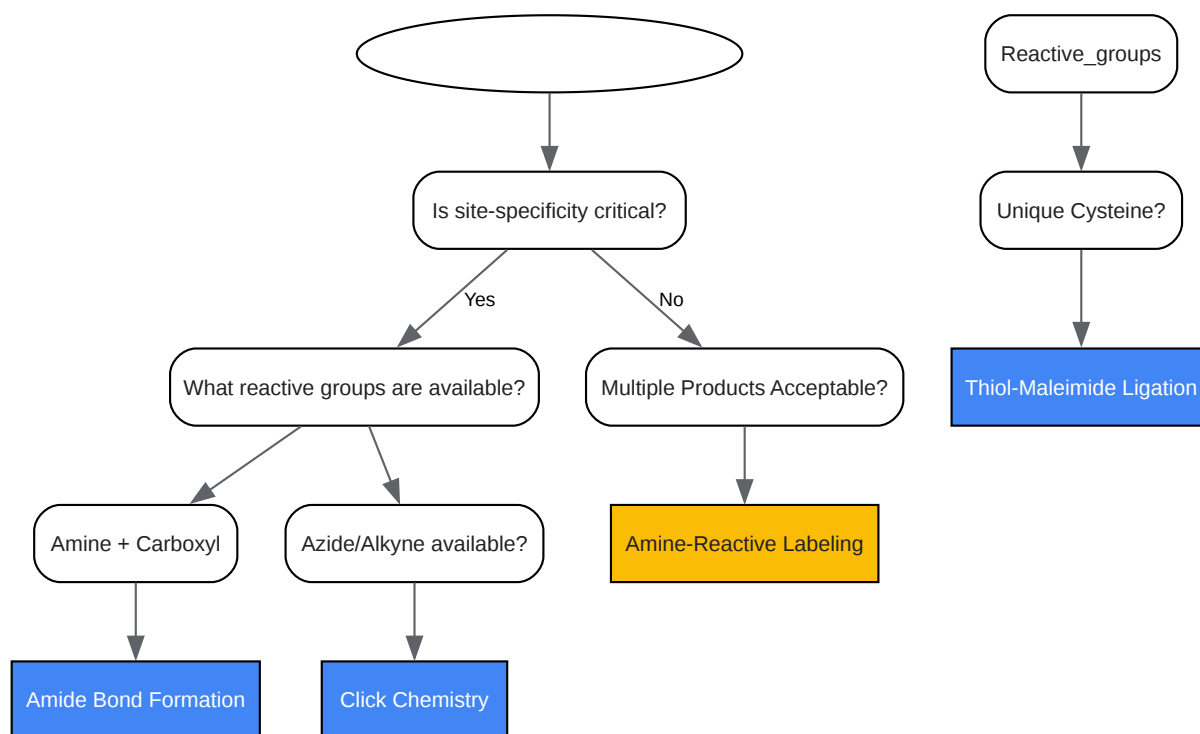 Reactive_groups
Is site-specificity critical?
Unique Cysteine?
Yes
No
What reactive groups are available?
Multiple Products Acceptable?
Thiol-Maleimide Ligation
Amine + Carboxyl
Azide/Alkyne available?
Amine-Reactive Labeling
Amide Bond Formation
Click Chemistry